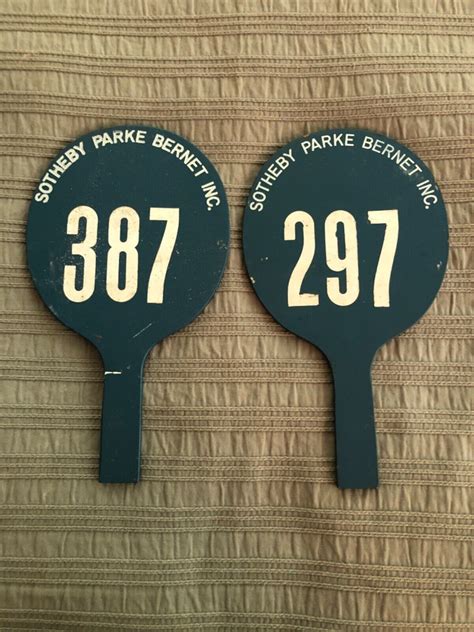 SOTHEBY PARKE BERNET INC.
387
SOTHEBY PARKE BERNET INC.
297